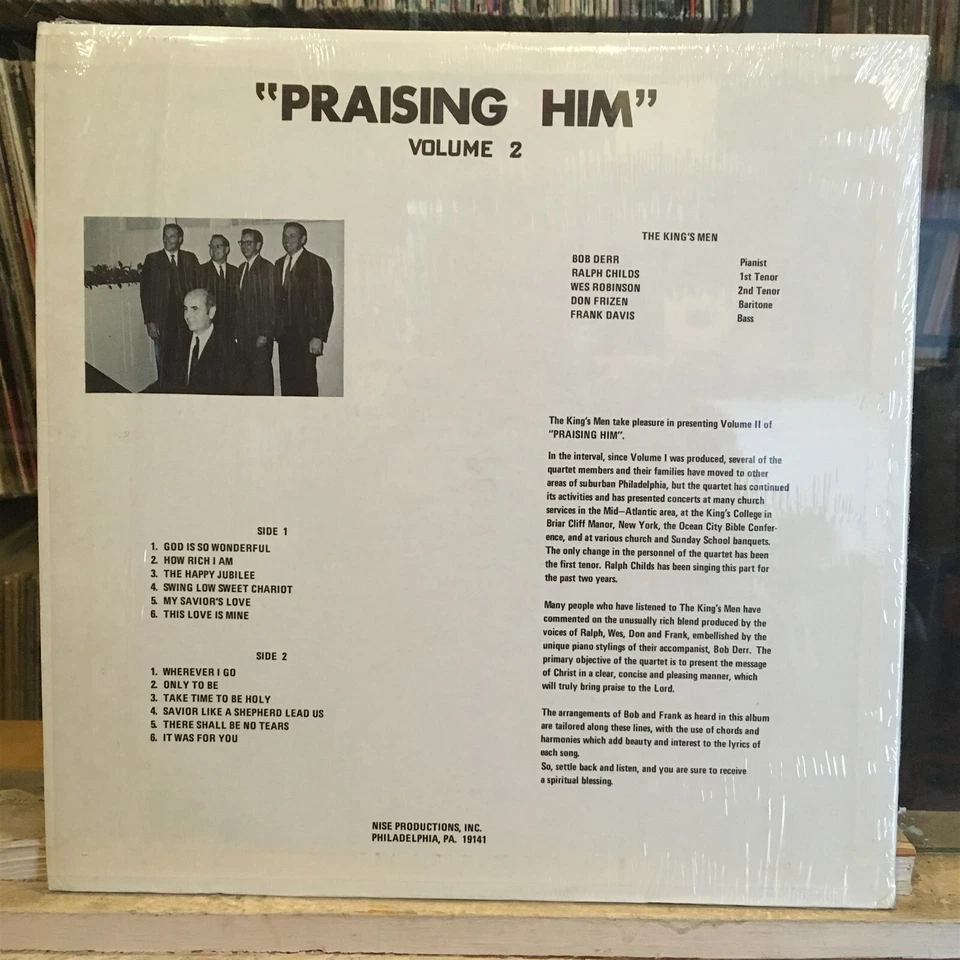 “PRAISING HIM”
VOLUME 2
THE KING'S MEN
BOB DERR Pianist
RALPH CHILDS 1st Tenor
WES ROBINSON 2nd Tenor
DON FRIZEN Baritone
FRANK DAVIS Bass
The King's Men take pleasure in presenting Volume II of
“PRAISING HIM”.
In the interval, since Volume I was produced, several of the
quartet members and their families have moved to other
areas of suburban Philadelphia, but the quartet has continued
its activities and has presented concerts at many church
services in the Mid–Atlantic area, at the King's College in
Briar Cliff Manor, New York, the Ocean City Bible Confer-
ence, and at various church and Sunday School banquets.
The only change in the personnel of the quartet has been
the first tenor. Ralph Childs has been singing this part for
the past two years.
Many people who have listened to The King's Men have
commented on the unusually rich blend produced by the
voices of Ralph, Wes, Don and Frank, embellished by the
unique piano stylings of their accompanist, Bob Derr. The
primary objective of the quartet is to present the message
of Christ in a clear, concise and pleasing manner, which
will truly bring praise to the Lord.
The arrangements of Bob and Frank as heard in this album
are tailored along these lines, with the use of chords and
harmonies which add beauty and interest to the lyrics of
each song.
So, settle back and listen, and you are sure to receive
a spiritual blessing.
SIDE 1
1. GOD IS SO WONDERFUL
2. HOW RICH I AM
3. THE HAPPY JUBILEE
4. SWING LOW SWEET CHARIOT
5. MY SAVIOR'S LOVE
6. THIS LOVE IS MINE
SIDE 2
1. WHEREVER I GO
2. ONLY TO BE
3. TAKE TIME TO BE HOLY
4. SAVIOR LIKE A SHEPHERD LEAD US
5. THERE SHALL BE NO TEARS
6. IT WAS FOR YOU
NISE PRODUCTIONS, INC.
PHILADELPHIA, PA. 19141